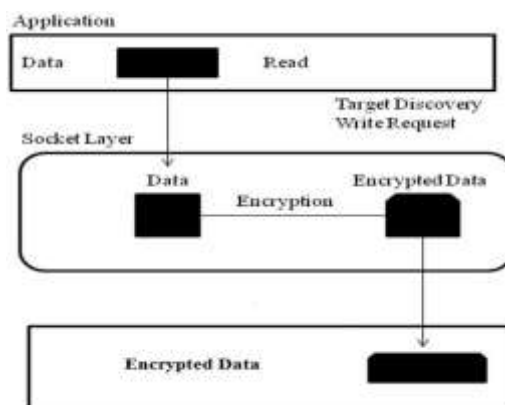 Application
Data Read
Target Discovery
Write Request
Socket Layer
Data Encrypted Data
Encryption
Encrypted Data